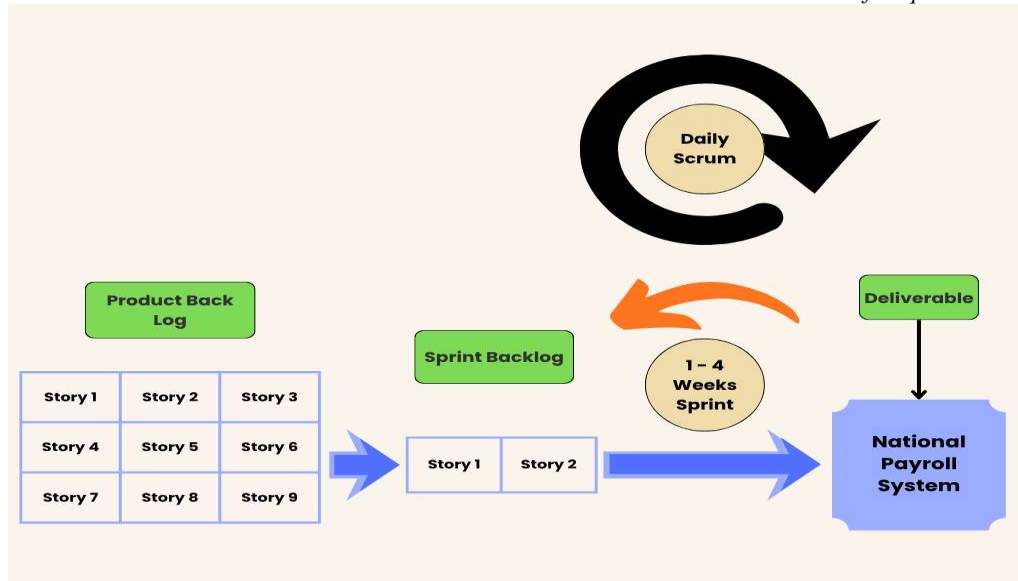 Daily
Scrum
Product Back
Log
Deliverable
Sprint Backlog
1 - 4
Weeks
Sprint
Story 1 Story 2 Story 3
Story 4 Story 5 Story 6
Story 7 Story 8 Story 9
Story 1 Story 2
National
Payroll
System